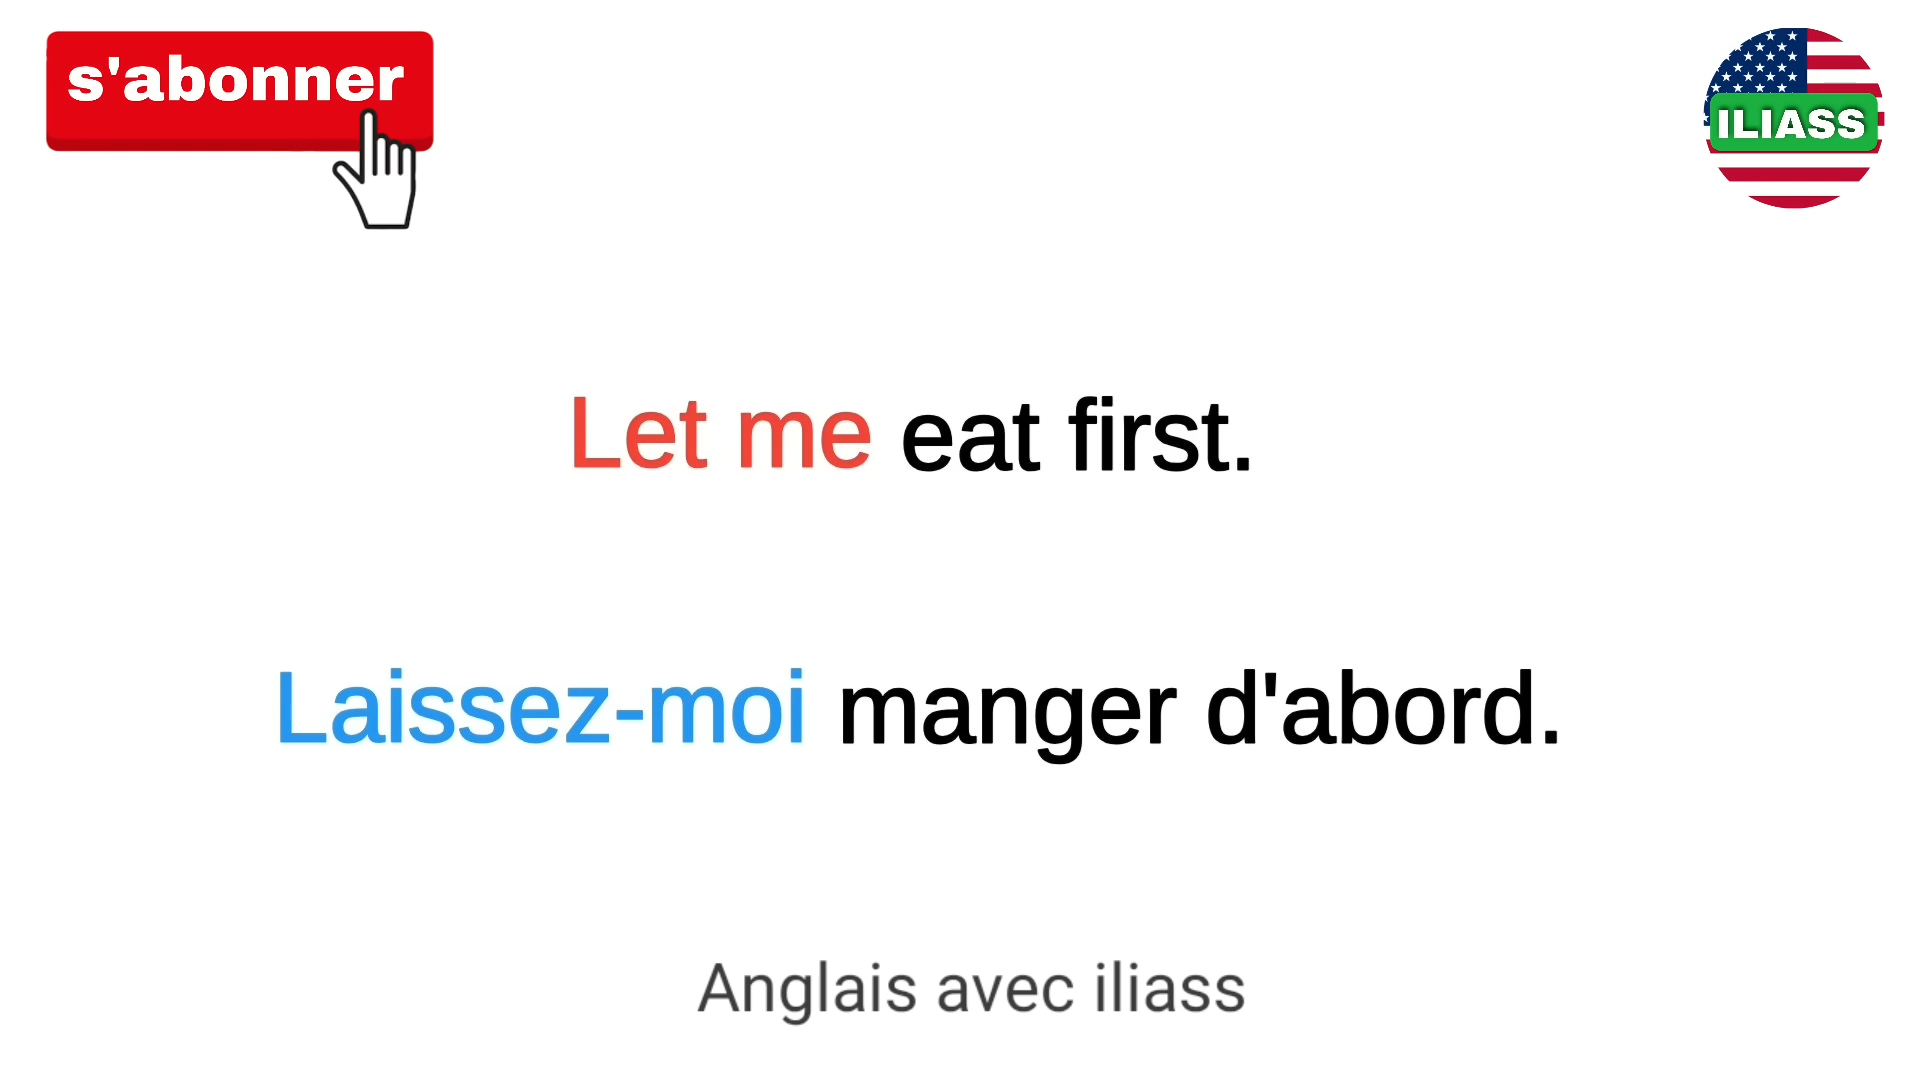 s'abonner
ILIASS
Let me eat first.
Laissez-moi manger d'abord.
Anglais avec iliass